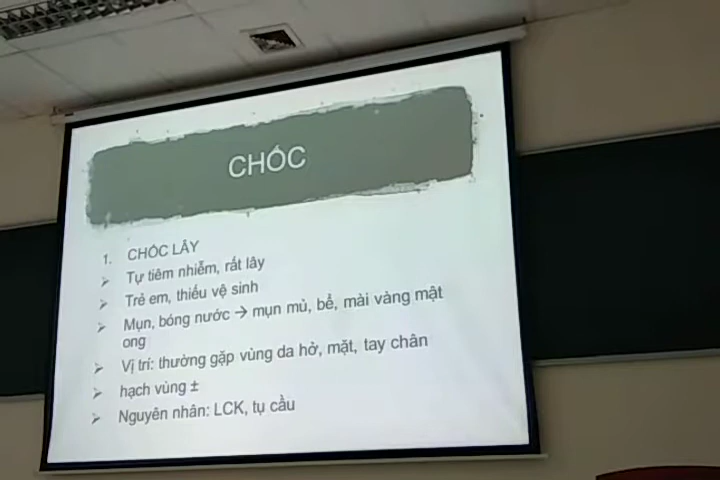 CHÓC
1. CHÓC LÂY
➢ Tự tiêm nhiễm, rất lây
➢ Trẻ em, thiếu vệ sinh
➢ Mụn, bóng nước → mụn mủ, bể, mài vàng mật
ong
➢ Vị trí: thường gặp vùng da hở, mặt, tay chân
➢ hạch vùng ±
➢ Nguyên nhân: LCK, tụ cầu